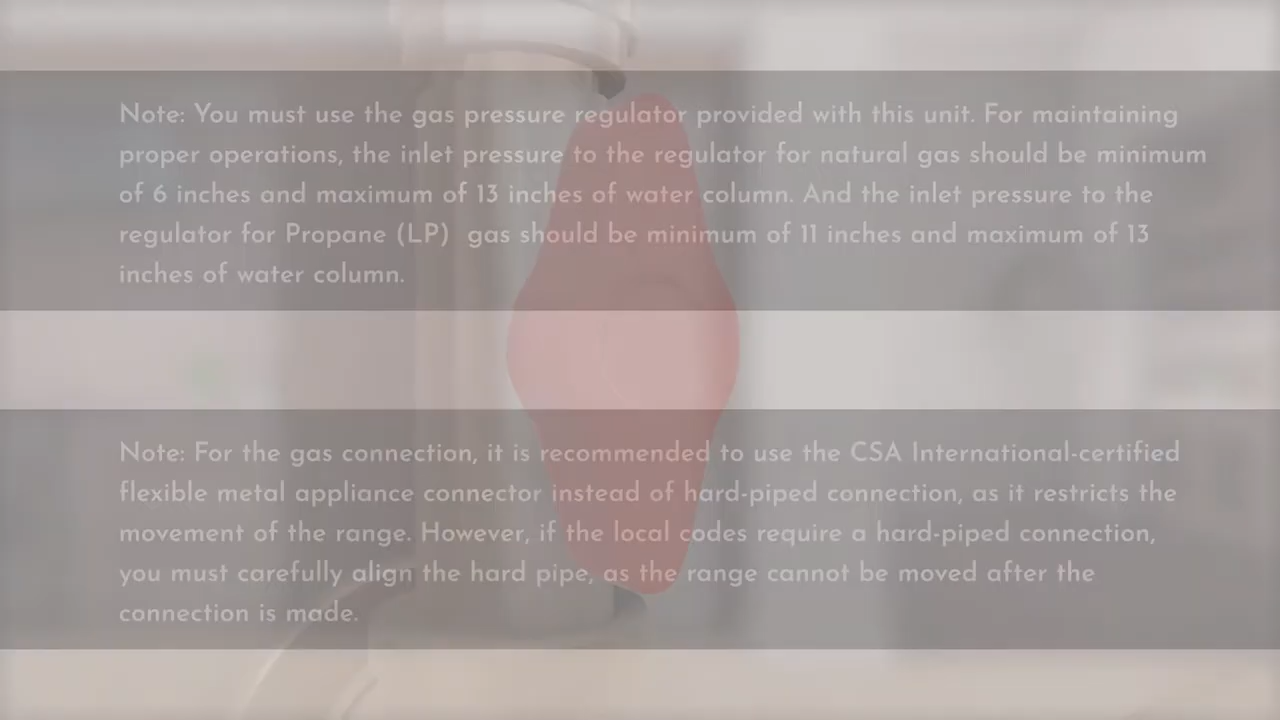 Note: You must use the gas pressure regulator provided with this unit. For maintaining
proper operations, the inlet pressure to the regulator for natural gas should be minimum
of 6 inches and maximum of 13 inches of water column. And the inlet pressure to the
regulator for Propane (LP)  gas should be minimum of 11 inches and maximum of 13
inches of water column.
Note: For the gas connection, it is recommended to use the CSA International-certified
flexible metal appliance connector instead of hard-piped connection, as it restricts the
movement of the range. However, if the local codes require a hard-piped connection,
you must carefully align the hard pipe, as the range cannot be moved after the
connection is made.